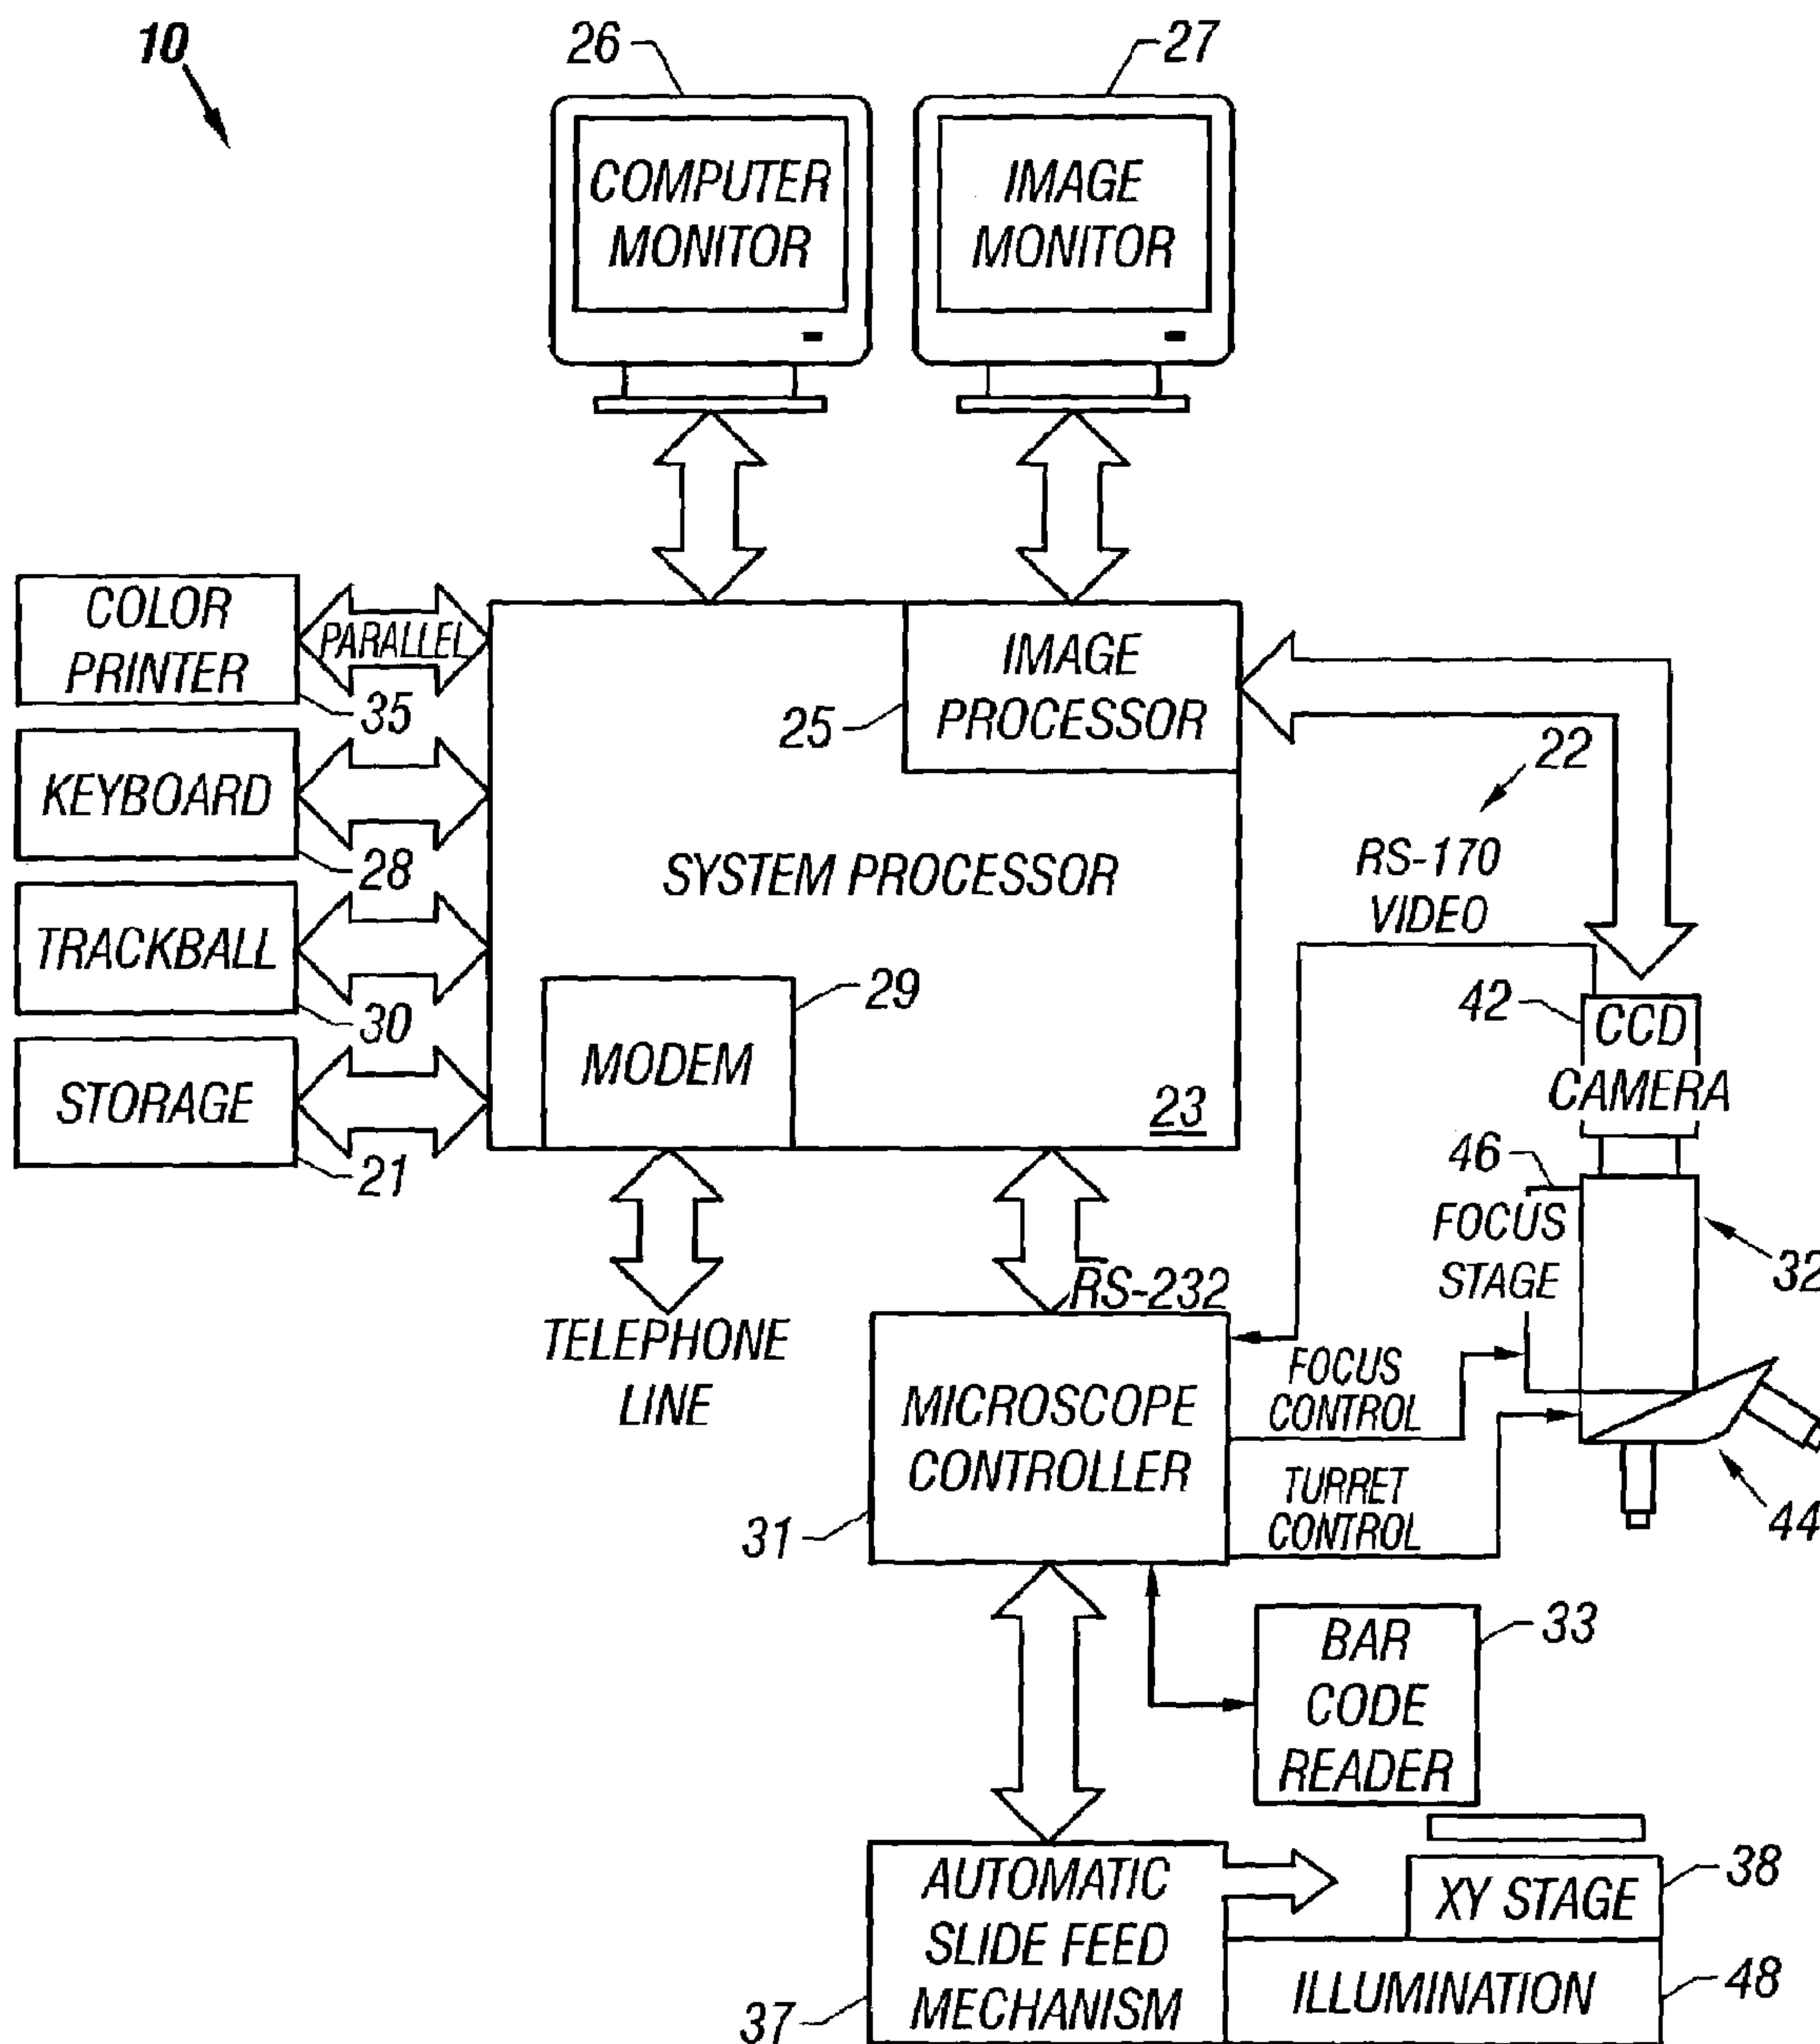 10
26
27
COMPUTER
MONITOR
IMAGE
MONITOR
COLOR
PRINTER
PARALLEL
35
KEYBOARD
28
TRACKBALL
30
STORAGE
21
IMAGE
PROCESSOR
25
SYSTEM PROCESSOR
MODEM
29
23
22
RS-170
VIDEO
42
CCD
CAMERA
46
FOCUS
STAGE
32
44
TELEPHONE
LINE
RS-232
MICROSCOPE
CONTROLLER
31
FOCUS
CONTROL
TURRET
CONTROL
BAR
CODE
READER
33
AUTOMATIC
SLIDE FEED
MECHANISM
37
XY STAGE
38
ILLUMINATION
48